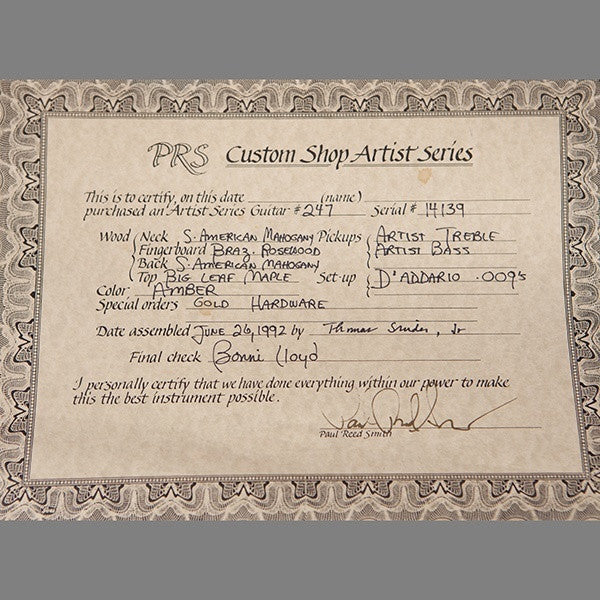 PRS Custom Shop Artist Series
This is to certify, on this date (name)
purchased an Artist Series Guitar #247 Serial # 14139
Wood Neck S. AMERICAN MAHOGANY Pickups ARTIST TREBLE
Fingerboard BRAZ. ROSEWOOD ARTIST BASS
Back S. AMERICAN MAHOGANY
Top BIG LEAF MAPLE Set-up D'ADDARIO .009's
Color AMBER
Special orders GOLD HARDWARE
Date assembled JUNE 26, 1992 by Thomas , Jr
Final check Bonni Lloyd
I personally certify that we have done everything within our power to make
this the best instrument possible.
Paul Reed Smith